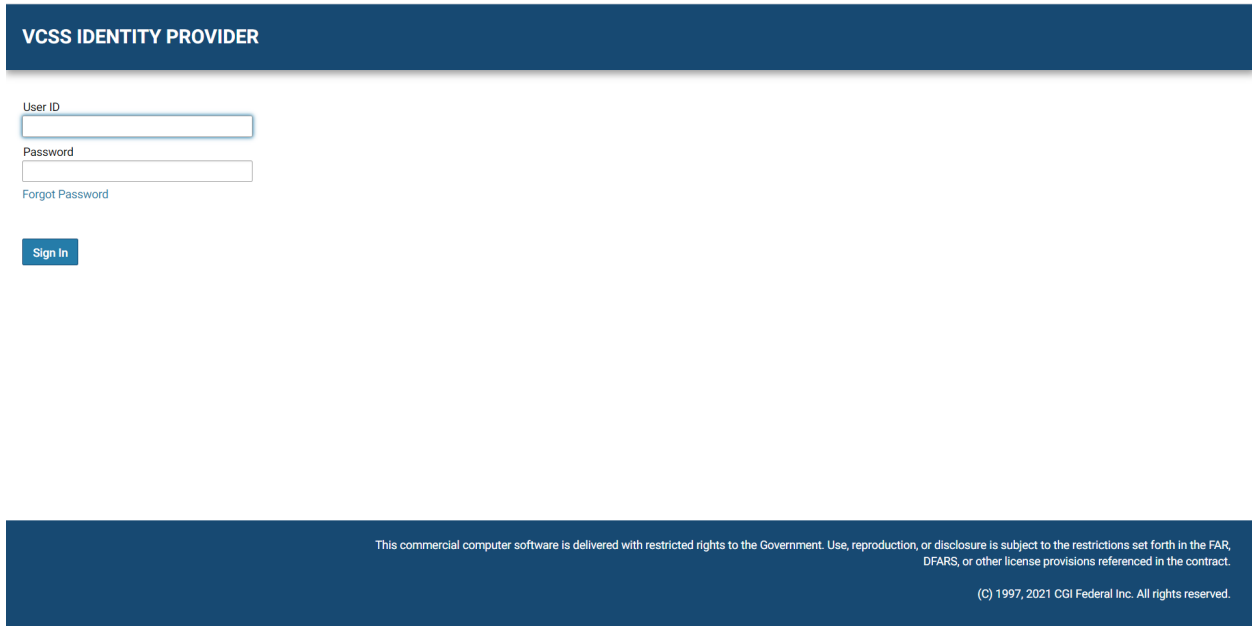 VCSS IDENTITY PROVIDER
User ID
Password
Forgot Password
Sign In
This commercial computer software is delivered with restricted rights to the Government. Use, reproduction, or disclosure is subject to the restrictions set forth in the FAR,
DFARS, or other license provisions referenced in the contract.
(C) 1997, 2021 CGI Federal Inc. All rights reserved.